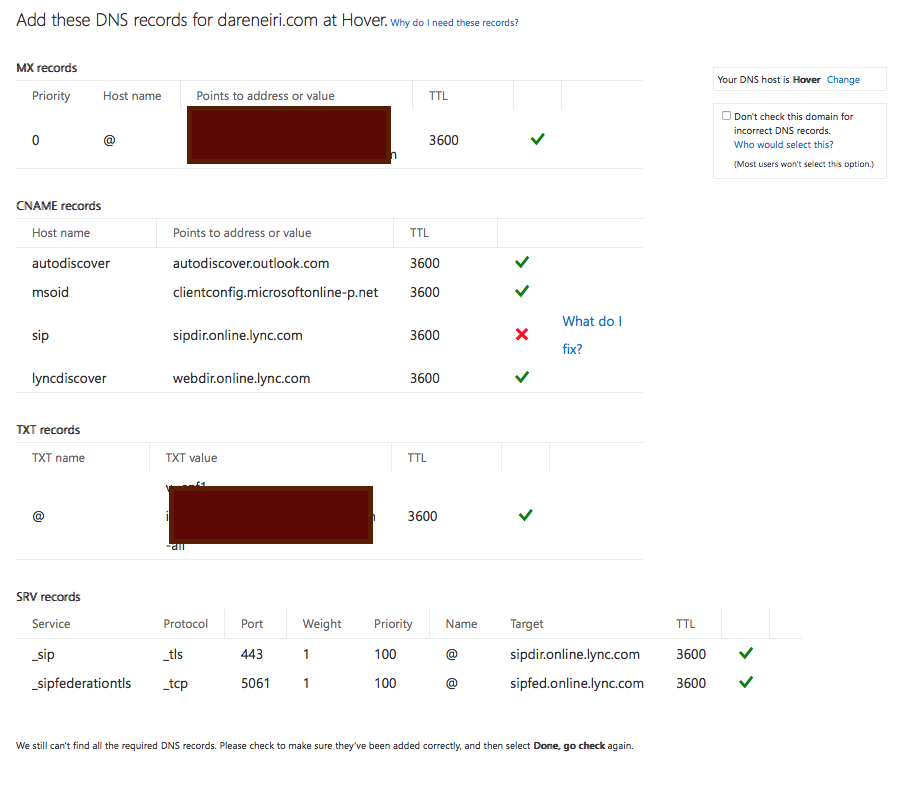 Add these DNS records for dareneiri.com at Hover. Why do I need these records?
MX records
Priority Host name Points to address or value TTL
0 @ 3600
CNAME records
Host name Points to address or value TTL
autodiscover autodiscover.outlook.com 3600
msoid clientconfig.microsoftonline-p.net 3600
sip sipdir.online.lync.com 3600 What do I
fix?
lyncdiscover webdir.online.lync.com 3600
TXT records
TXT name TXT value TTL
@ 3600
-all
SRV records
Service Protocol Port Weight Priority Name Target TTL
_sip _tls 443 1 100 @ sipdir.online.lync.com 3600
_sipfederationtls _tcp 5061 1 100 @ sipfed.online.lync.com 3600
We still can't find all the required DNS records. Please check to make sure they've been added correctly, and then select Done, go check again.
Your DNS host is Hover Change
Don't check this domain for
incorrect DNS records.
Who would select this?
(Most users won't select this option.)